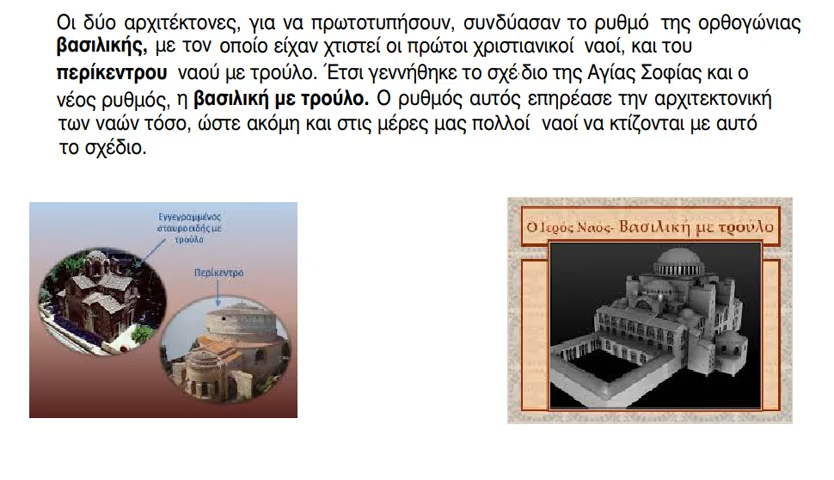 Οι δύο αρχιτέκτονες, για να πρωτοτυπήσουν, συνδύασαν το ρυθμό της ορθογώνιας
βασιλικής, με τον οποίο είχαν χτιστεί οι πρώτοι χριστιανικοί ναοί, και του
περίκεντρου ναού με τρούλο. Έτσι γεννήθηκε το σχέ διο της Αγίας Σοφίας και ο
νέος ρυθμός, η βασιλική με τρούλο. Ο ρυθμός αυτός επηρέασε την αρχιτεκτονική
των ναών τόσο, ώστε ακόμη και στις μέρες μας πολλοί ναοί να κτίζονται με αυτό
το σχέδιο.
Εγγεγραμμένος
σταυροειδής με
τρούλο
Περίκεντρο
Ο Ιερός Ναός- Βασιλική με τρούλο